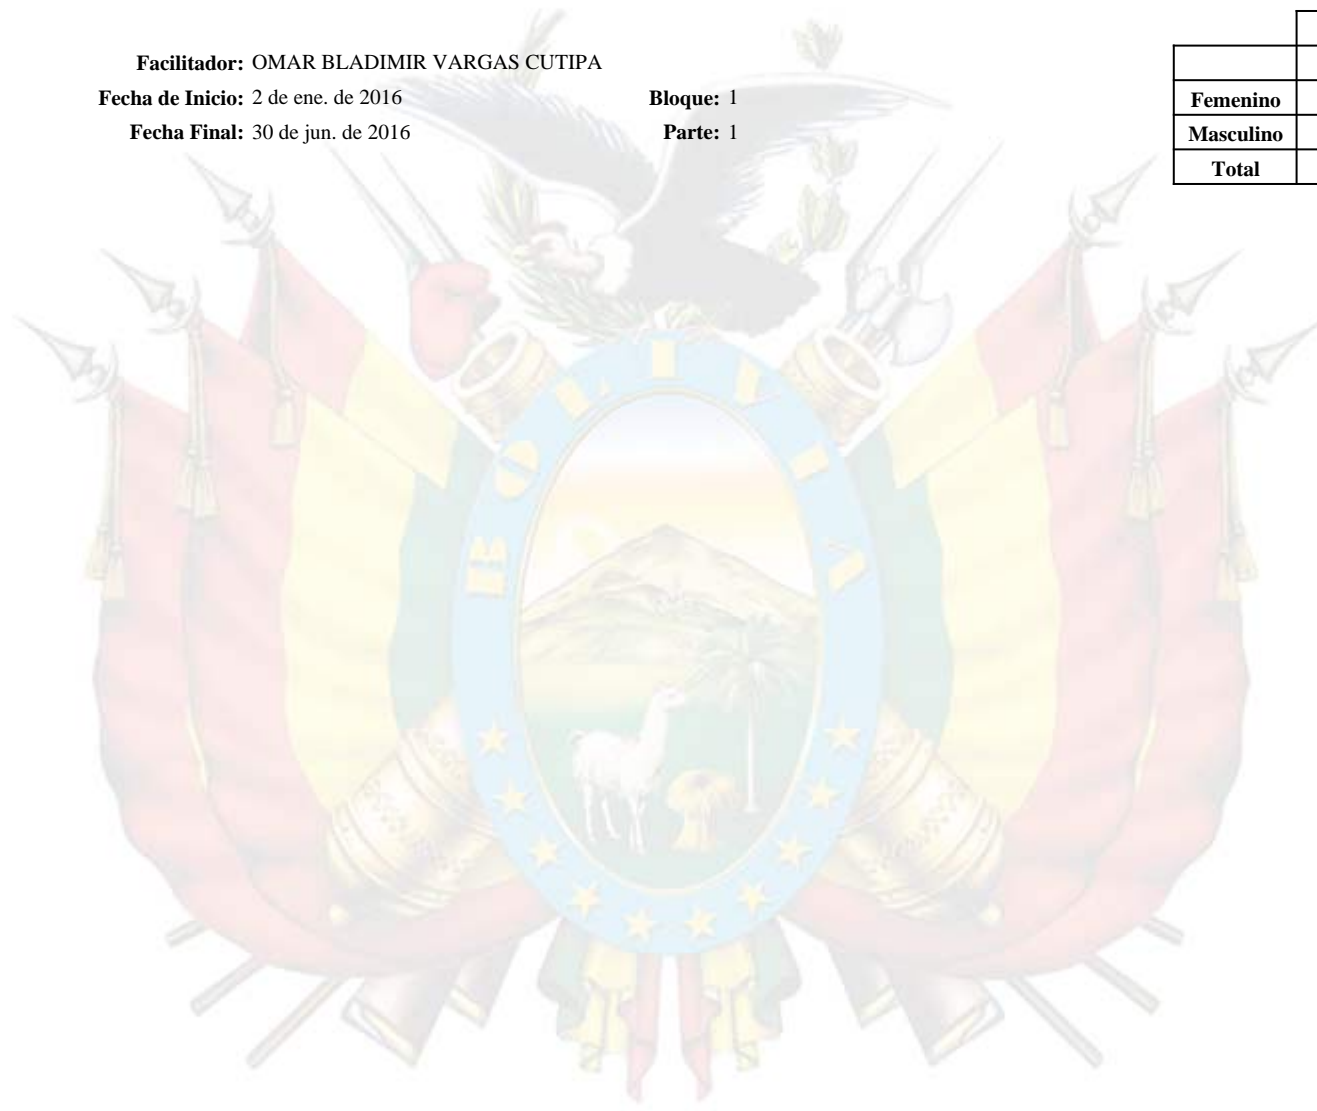 Facilitador: OMAR BLADIMIR VARGAS CUTIPA
Fecha de Inicio: 2 de ene. de 2016 Bloque: 1
Fecha Final: 30 de jun. de 2016 Parte: 1
Femenino
Masculino
Total
BOLIVIA